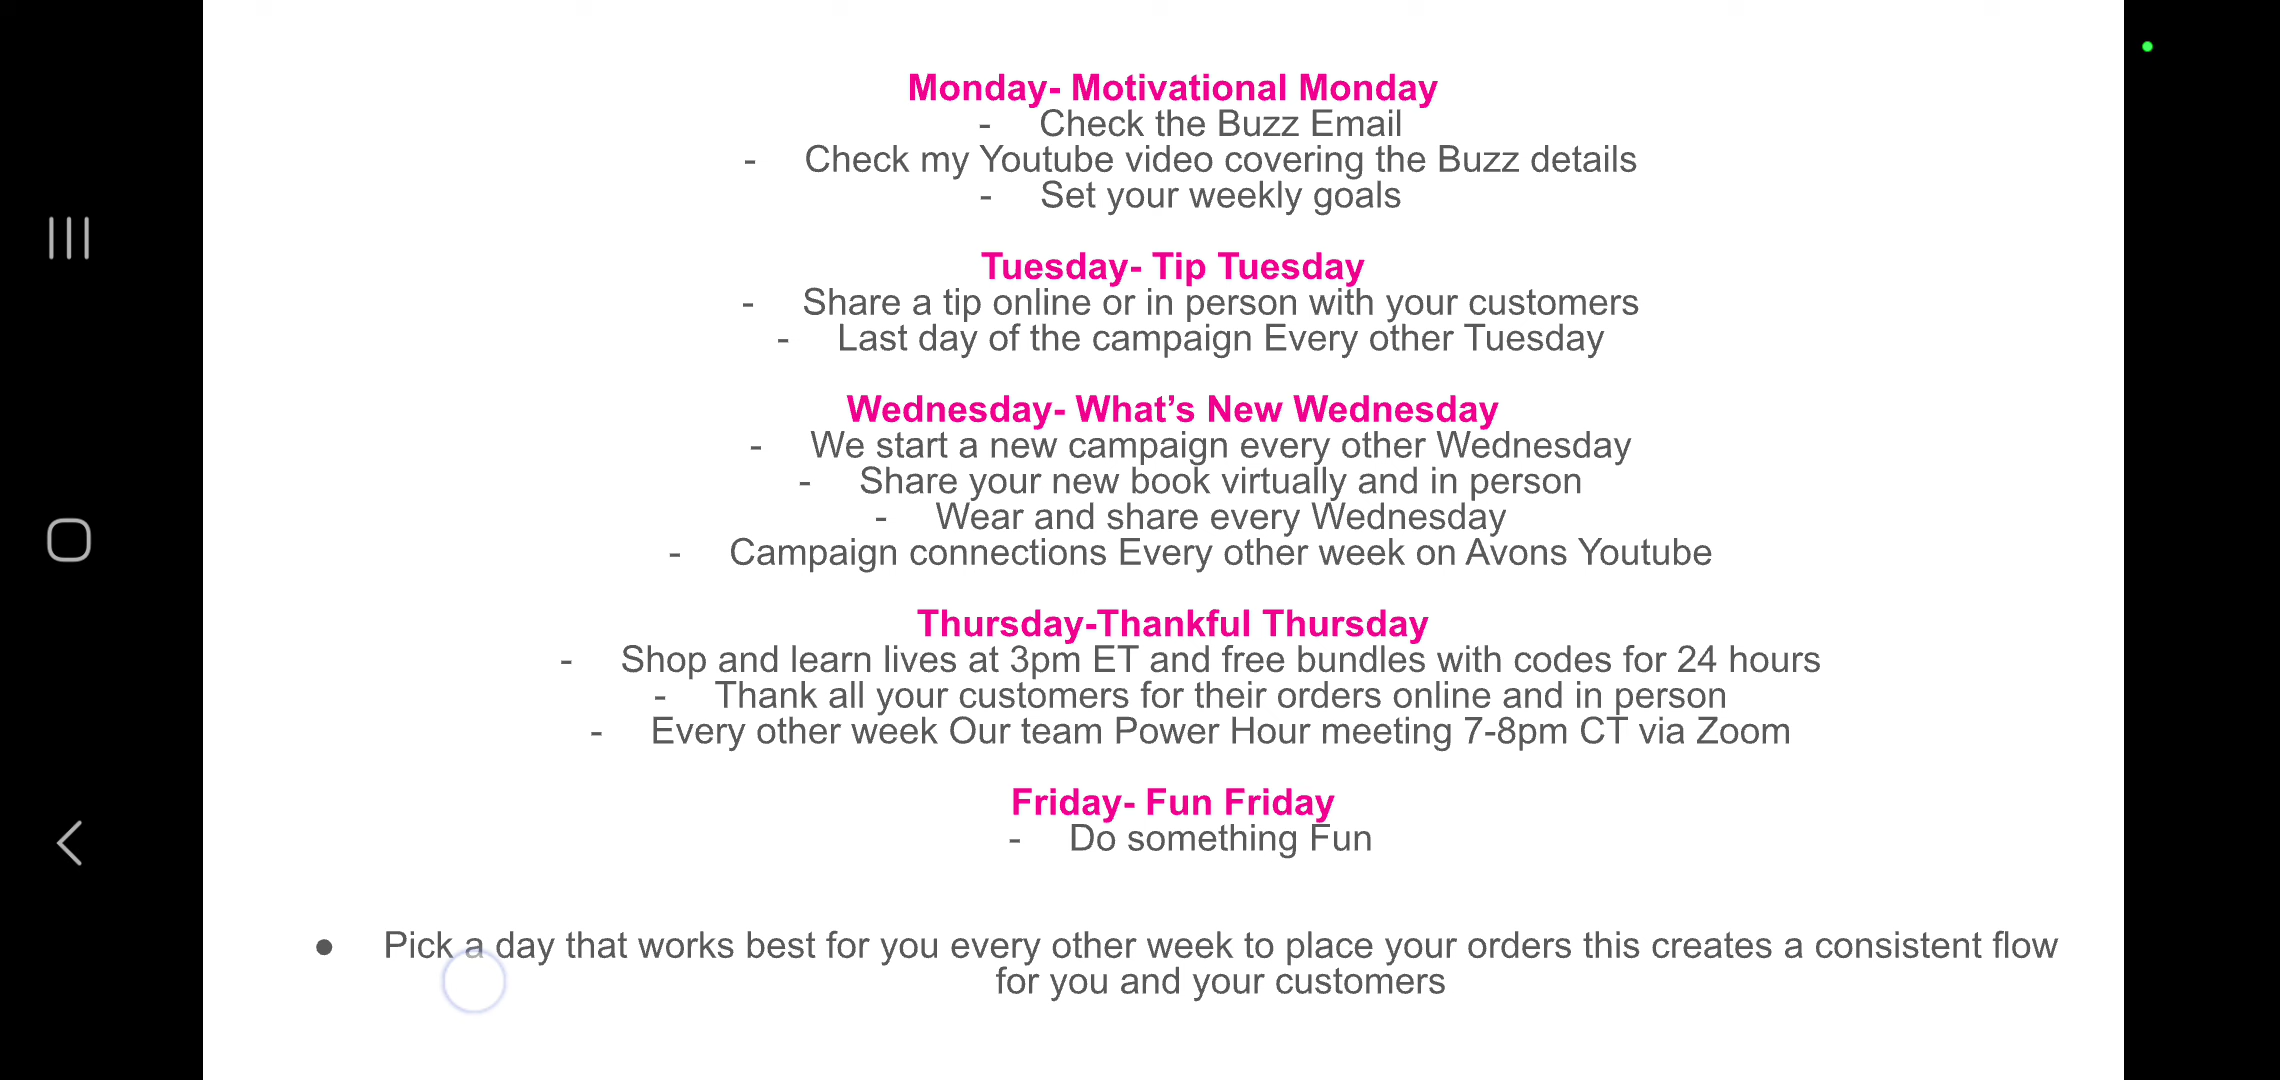 Monday- Motivational Monday
- Check the Buzz Email
- Check my Youtube video covering the Buzz details
- Set your weekly goals
Tuesday- Tip Tuesday
- Share a tip online or in person with your customers
- Last day of the campaign Every other Tuesday
Wednesday- What’s New Wednesday
- We start a new campaign every other Wednesday
- Share your new book virtually and in person
- Wear and share every Wednesday
- Campaign connections Every other week on Avons Youtube
Thursday-Thankful Thursday
- Shop and learn lives at 3pm ET and free bundles with codes for 24 hours
- Thank all your customers for their orders online and in person
- Every other week Our team Power Hour meeting 7-8pm CT via Zoom
Friday- Fun Friday
- Do something Fun
● Pick a day that works best for you every other week to place your orders this creates a consistent flow
for you and your customers